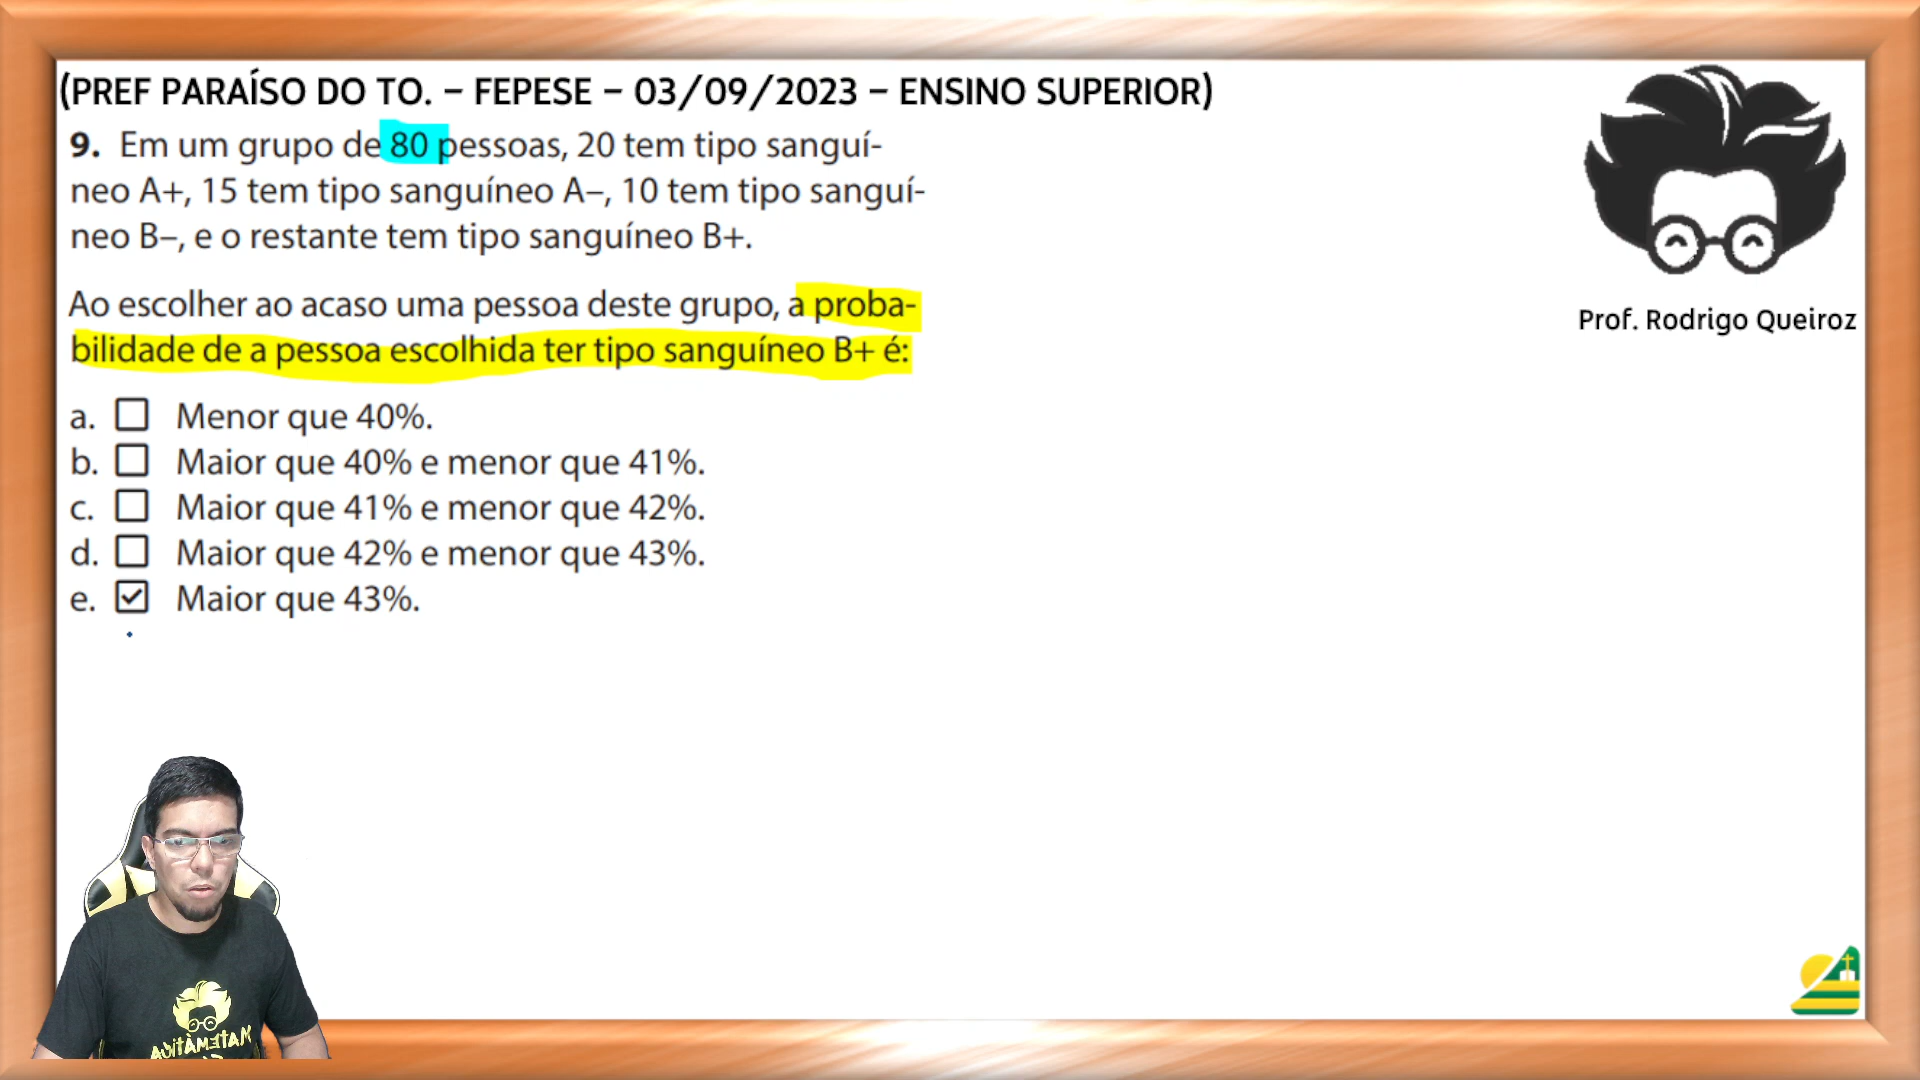 (PREF PARAÍSO DO TO. – FEPESE – 03/09/2023 – ENSINO SUPERIOR)
9. Em um grupo de 80 pessoas, 20 tem tipo sanguí-
neo A+, 15 tem tipo sanguíneo A–, 10 tem tipo sanguí-
neo B–, e o restante tem tipo sanguíneo B+.
Ao escolher ao acaso uma pessoa deste grupo, a proba-
bilidade de a pessoa escolhida ter tipo sanguíneo B+ é:
a. Menor que 40%.
b. Maior que 40% e menor que 41%.
c. Maior que 41% e menor que 42%.
d. Maior que 42% e menor que 43%.
e. Maior que 43%.
Prof. Rodrigo Queiroz